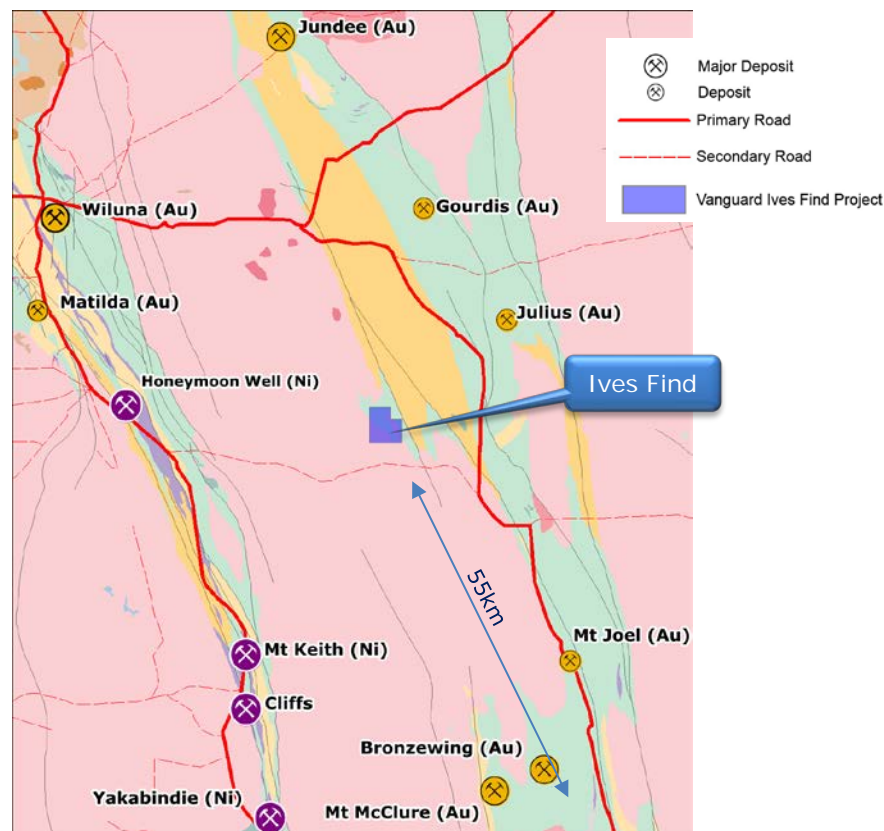 Jundee (Au)
Major Deposit
Deposit
Primary Road
Secondary Road
Vanguard Ives Find Project
Wiluna (Au)
Gourdis (Au)
Matilda (Au)
Julius (Au)
Honeymoon Well (Ni)
Ives Find
55km
Mt Keith (Ni)
Mt Joel (Au)
Cliffs
Bronzewing (Au)
Yakabindie (Ni)
Mt McClure (Au)